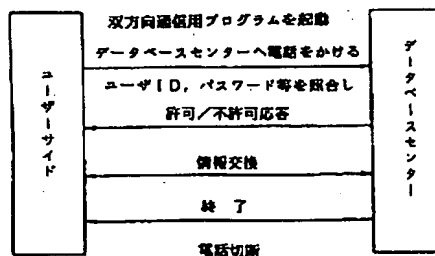 双方向通信用プログラムを起動
データベースセンターへ電話をかける
ユーザID，パスワード等を照合し
許可／不許可応答
情報交換
終 了
電話切断
ユーザーサイド
データベースセンター